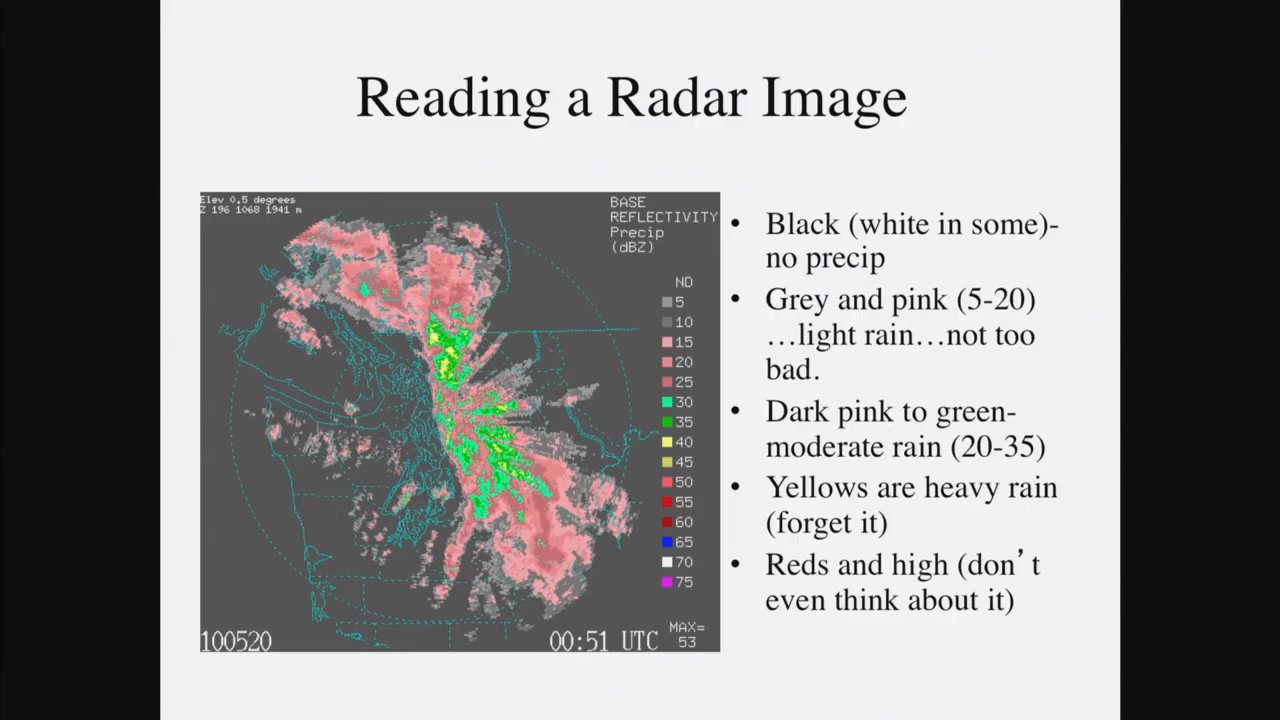 Reading a Radar Image
Elev 0.5 degrees
Z 196 1068 1941 m
BASE
REFLECTIVITY
Precip
(dBZ)
ND
5
10
15
20
25
30
35
40
45
50
55
60
65
70
75
MAX=
53
100520
00:51 UTC
• Black (white in some)-
no precip
• Grey and pink (5-20)
…light rain…not too
bad.
• Dark pink to green-
moderate rain (20-35)
• Yellows are heavy rain
(forget it)
• Reds and high (don’t
even think about it)